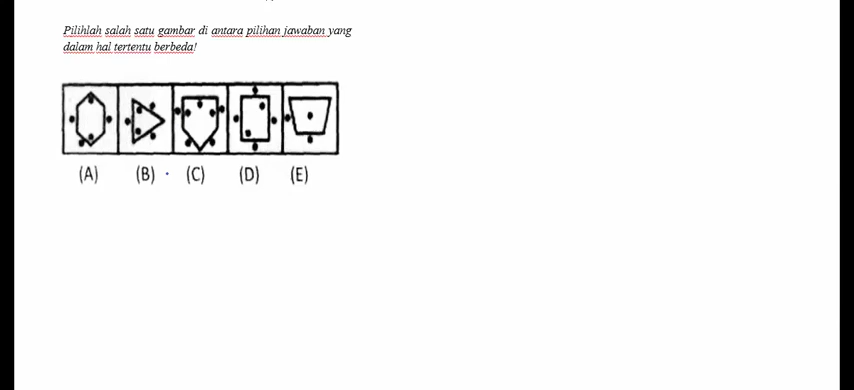 Pilihlah salah satu gambar di antara pilihan jawaban yang
dalam hal tertentu berbeda!
(A) (B) (C) (D) (E)